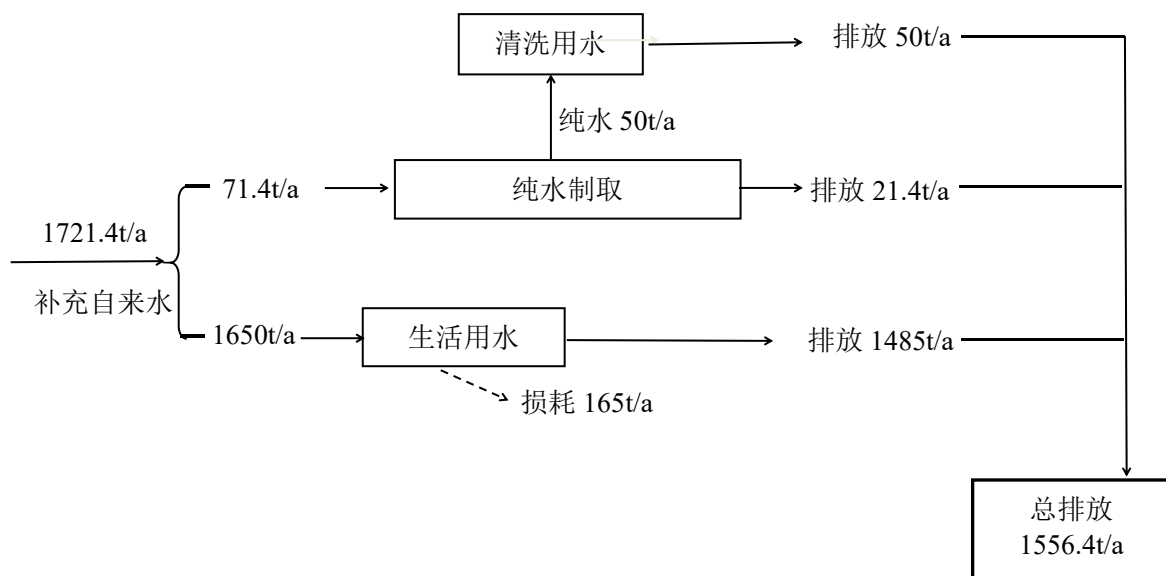 清洗用水
排放 50t/a
纯水 50t/a
71.4t/a
纯水制取
排放 21.4t/a
1721.4t/a
补充自来水
1650t/a
生活用水
排放 1485t/a
损耗 165t/a
总排放
1556.4t/a